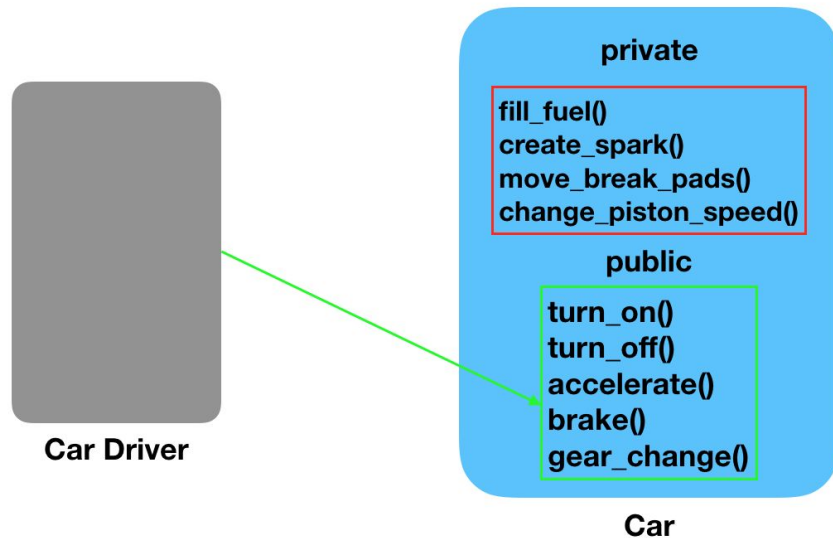 private
fill_fuel()
create_spark()
move_break_pads()
change_piston_speed()
public
turn_on()
turn_off()
accelerate()
brake()
gear_change()
Car Driver
Car